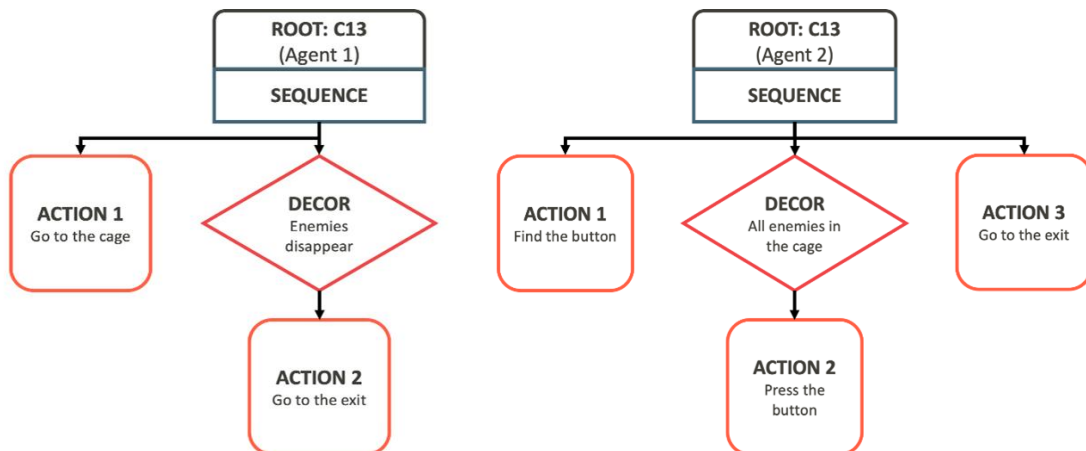 ROOT: C13
(Agent 1)
SEQUENCE
ACTION 1
Go to the cage
DECOR
Enemies
disappear
ACTION 2
Go to the exit
ROOT: C13
(Agent 2)
SEQUENCE
ACTION 1
Find the button
DECOR
All enemies in
the cage
ACTION 3
Go to the exit
ACTION 2
Press the
button